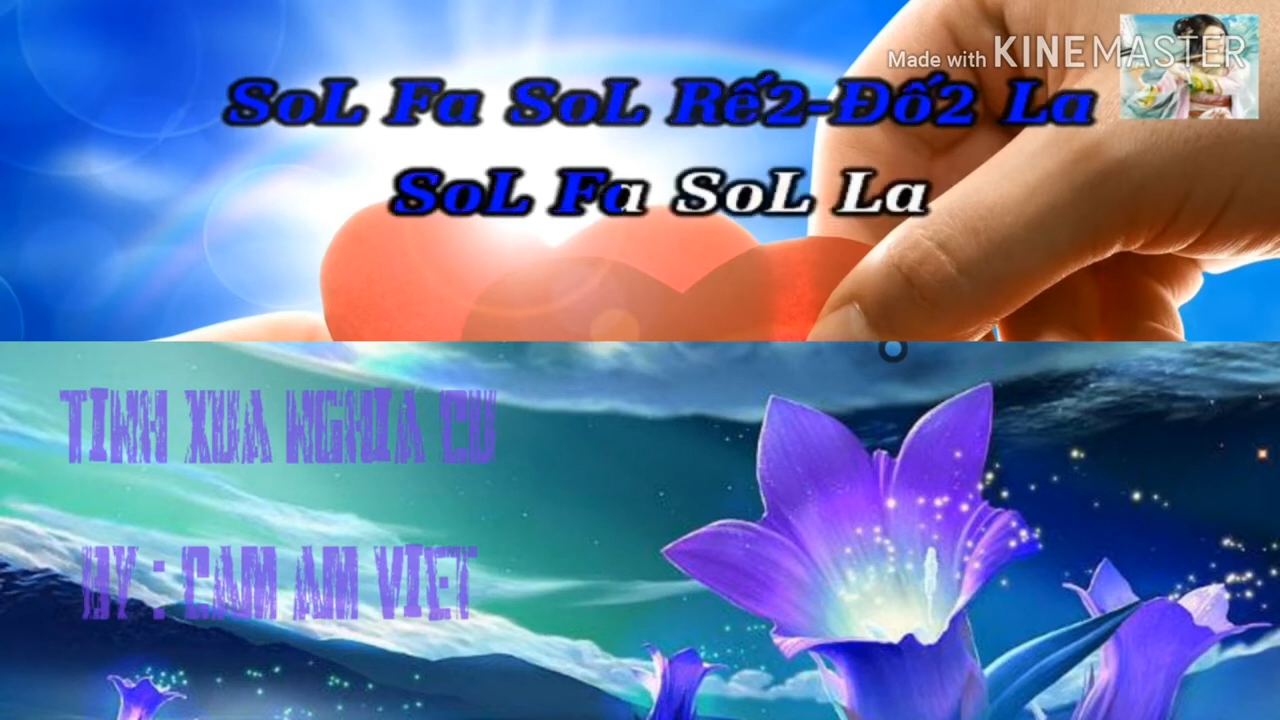 Made with KINEMASTER
SoL Fa SoL Rế2-Đố2 La
SoL Fa SoL La
TINH XUA NGHIA CU
BY : CAM AM VIET